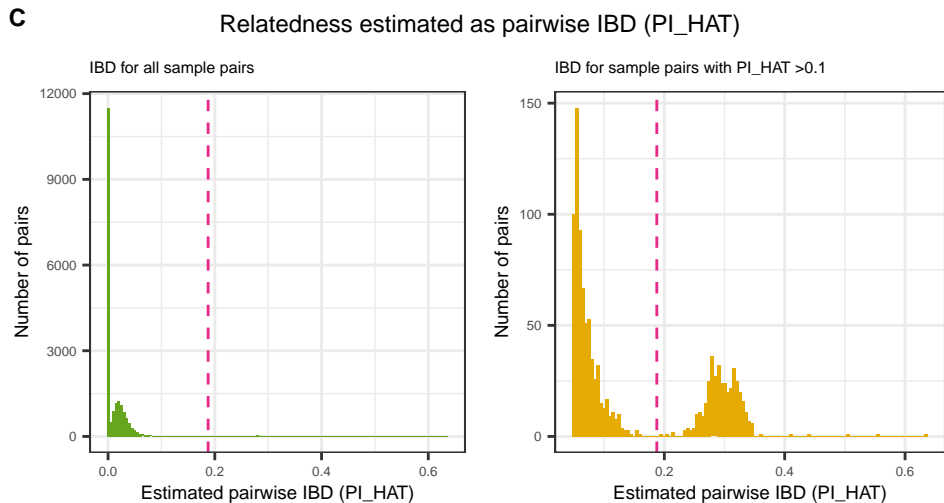 C
Relatedness estimated as pairwise IBD (PI_HAT)
IBD for all sample pairs
12000
9000
6000
3000
0
Number of pairs
0.0 0.2 0.4 0.6
Estimated pairwise IBD (PI_HAT)
IBD for sample pairs with PI_HAT >0.1
150
100
50
0
Number of pairs
0.2 0.4 0.6
Estimated pairwise IBD (PI_HAT)